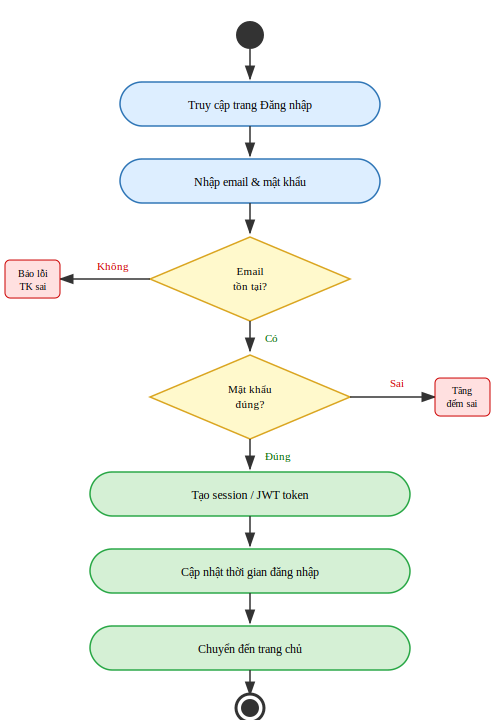 Truy cập trang Đăng nhập
Nhập email & mật khẩu
Email
tồn tại?
Không
Báo lỗi
TK sai
Có
Mật khẩu
đúng?
Sai
Tăng
đếm sai
Đúng
Tạo session / JWT token
Cập nhật thời gian đăng nhập
Chuyển đến trang chủ